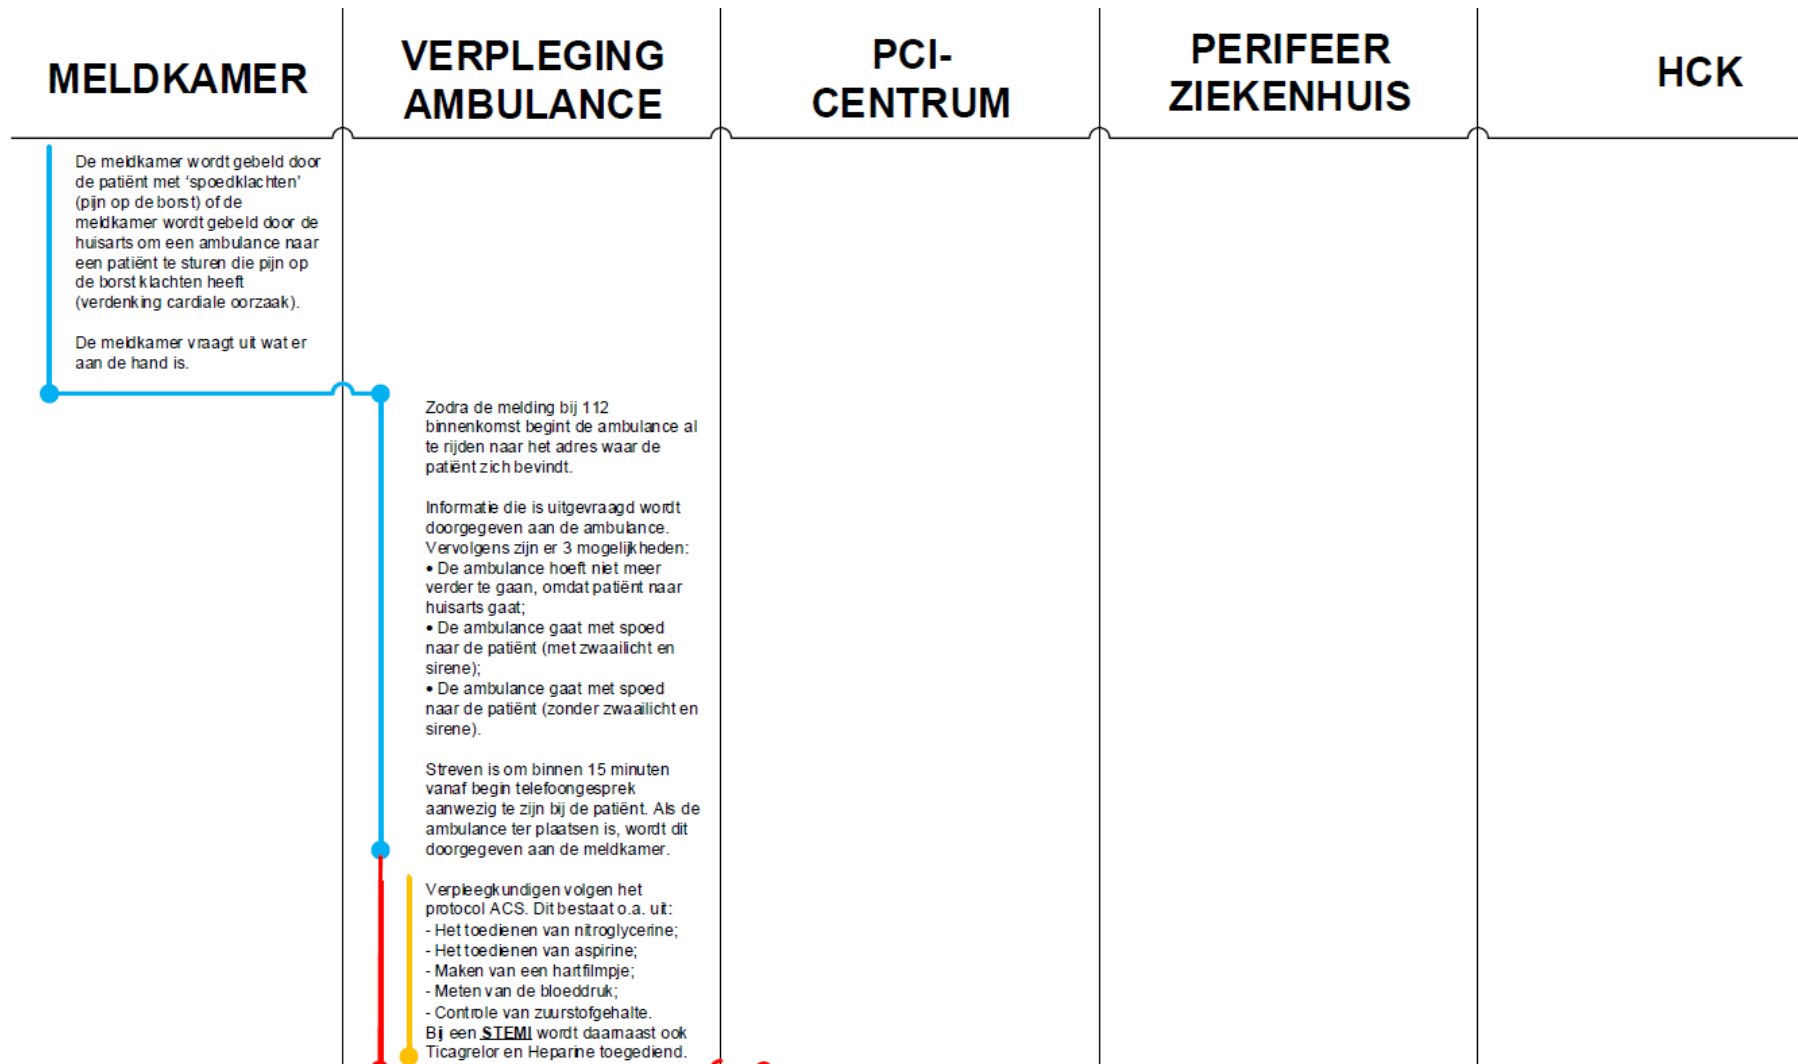 MELDKAMER
VERPLEGING
AMBULANCE
PCI-
CENTRUM
PERIFEER
ZIEKENHUIS
HCK
De meldkamer wordt gebeld door
de patiënt met ‘spoedklachten’
(pijn op de borst) of de
meldkamer wordt gebeld door de
huisarts om een ambulance naar
een patiënt te sturen die pijn op
de borst klachten heeft
(verdenking cardiale oorzaak).
De meldkamer vraagt uit wat er
aan de hand is.
Zodra de melding bij 112
binnenkomst begint de ambulance al
te rijden naar het adres waar de
patiënt zich bevindt.
Informatie die is uitgevraagd wordt
doorgegeven aan de ambulance.
Vervolgens zijn er 3 mogelijkheden:
• De ambulance hoeft niet meer
verder te gaan, omdat patiënt naar
huisarts gaat;
• De ambulance gaat met spoed
naar de patiënt (met zwaailicht en
sirene);
• De ambulance gaat met spoed
naar de patiënt (zonder zwaailicht en
sirene).
Streven is om binnen 15 minuten
vanaf begin telefoongesprek
aanwezig te zijn bij de patiënt. Als de
ambulance ter plaatsen is, wordt dit
doorgegeven aan de meldkamer.
Verpleegkundigen volgen het
protocol ACS. Dit bestaat o.a. uit:
- Het toedienen van nitroglycerine;
- Het toedienen van aspirine;
- Maken van een hartfilmpje;
- Meten van de bloeddruk;
- Controle van zuurstofgehalte.
Bij een STEMI wordt daarnaast ook
Ticagrelor en Heparine toegediend.